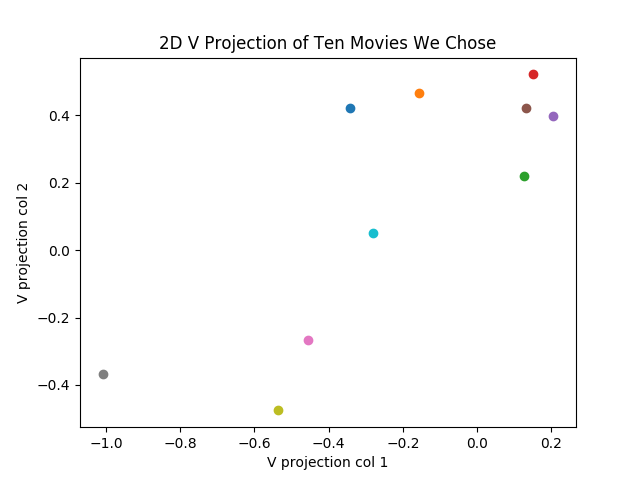 2D V Projection of Ten Movies We Chose
V projection col 2
0.4
0.2
0.0
−0.2
−0.4
−1.0 −0.8 −0.6 −0.4 −0.2 0.0 0.2
V projection col 1